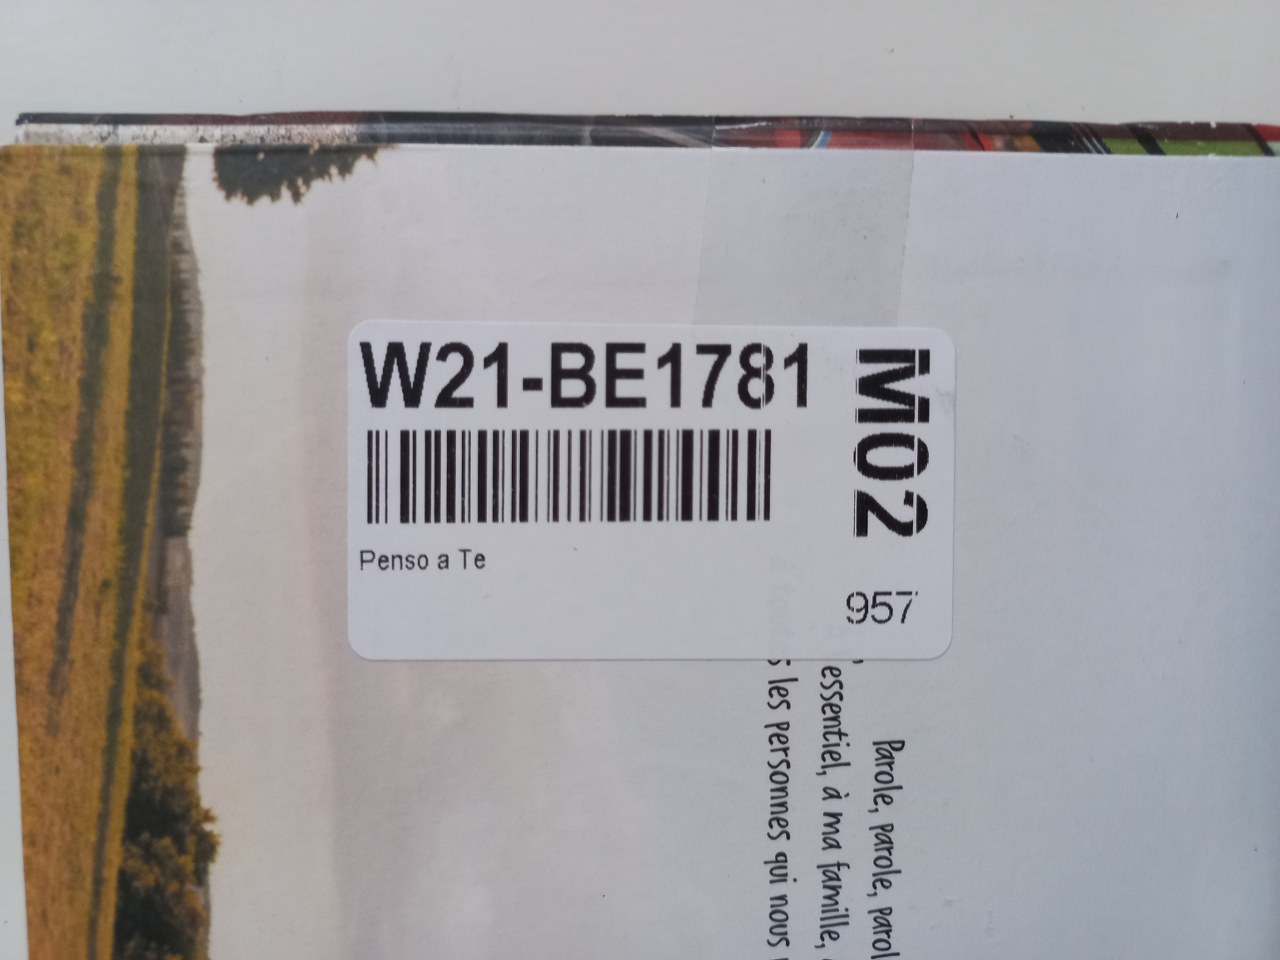 W21-BE1781
M02
Penso a Te
957
Parole, parole, parol
essentiel, à ma famille,
les personnes qui nous